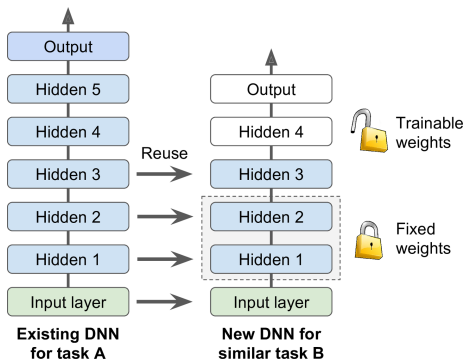 Output
Hidden 5
Hidden 4
Hidden 3
Hidden 2
Hidden 1
Input layer
Existing DNN
for task A
Reuse
Output
Hidden 4
Hidden 3
Hidden 2
Hidden 1
Input layer
New DNN for
similar task B
Trainable
weights
Fixed
weights